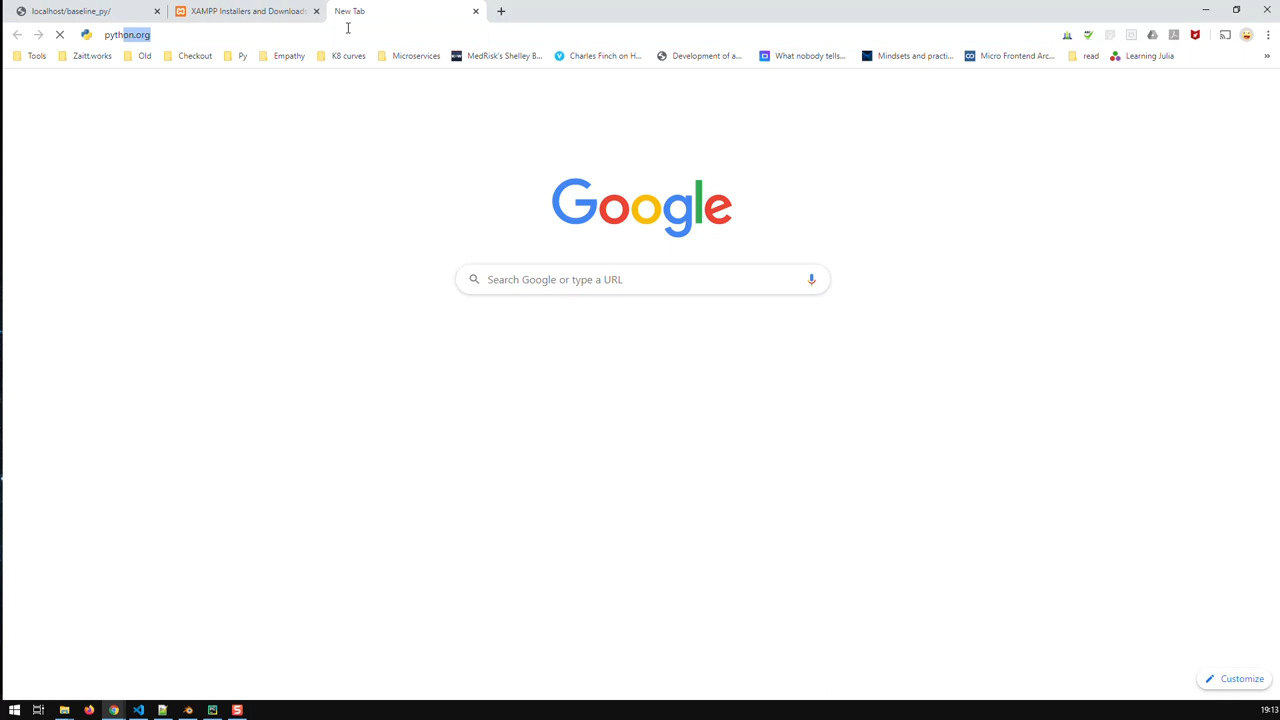 localhost/baseline_py/ XAMPP Installers and Downloads New Tab
python.org
Tools Zaitt.works Old Checkout Py Empathy K8 curves Microservices MedRisk's Shelley B... Charles Finch on H... Development of a... What nobody tells... Mindsets and practi... Micro Frontend Arc... read Learning Julia »
Google
Search Google or type a URL
Customize
19:13